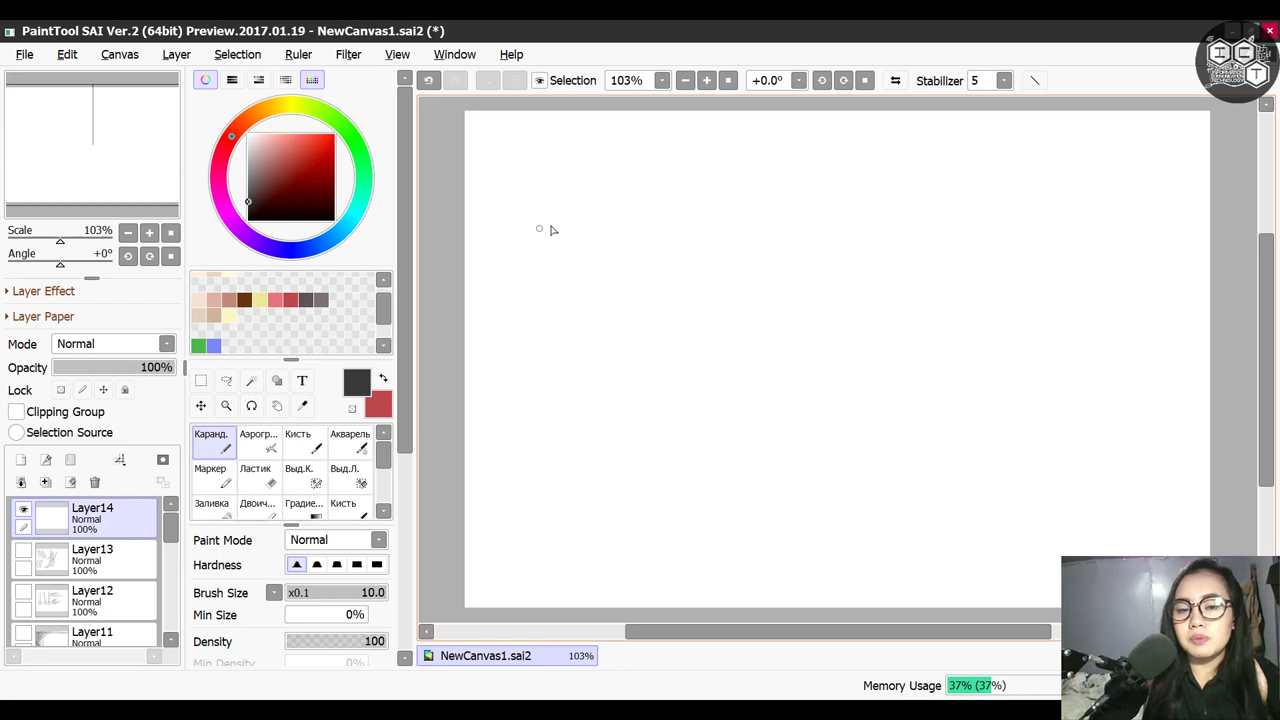 PaintTool SAI Ver.2 (64bit) Preview.2017.01.19 - NewCanvas1.sai2 (*)
File Edit Canvas Layer Selection Ruler Filter View Window Help
ICT
Selection 103% +0.0° Stabilizer 5
Scale 103%
Angle +0°
Layer Effect
Layer Paper
Mode Normal
Opacity 100%
Lock
Clipping Group
Selection Source
Layer14
Normal
100%
Layer13
Normal
100%
Layer12
Normal
100%
Layer11
T
Каранд. Аэрогр... Кисть Акварель
Маркер Ластик Выд.К. Выд.Л.
Заливка Двоич... Градие... Кисть
Paint Mode Normal
Hardness
Brush Size x0.1 10.0
Min Size 0%
Density 100
Min Density 0%
NewCanvas1.sai2 103%
Memory Usage 37% (37%)